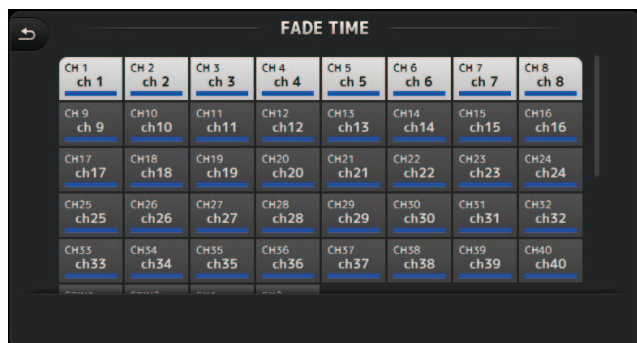 FADE TIME
CH 1 CH 2 CH 3 CH 4 CH 5 CH 6 CH 7 CH 8
ch 1 ch 2 ch 3 ch 4 ch 5 ch 6 ch 7 ch 8
CH 9 CH10 CH11 CH12 CH13 CH14 CH15 CH16
ch 9 ch10 ch11 ch12 ch13 ch14 ch15 ch16
CH17 CH18 CH19 CH20 CH21 CH22 CH23 CH24
ch17 ch18 ch19 ch20 ch21 ch22 ch23 ch24
CH25 CH26 CH27 CH28 CH29 CH30 CH31 CH32
ch25 ch26 ch27 ch28 ch29 ch30 ch31 ch32
CH33 CH34 CH35 CH36 CH37 CH38 CH39 CH40
ch33 ch34 ch35 ch36 ch37 ch38 ch39 ch40